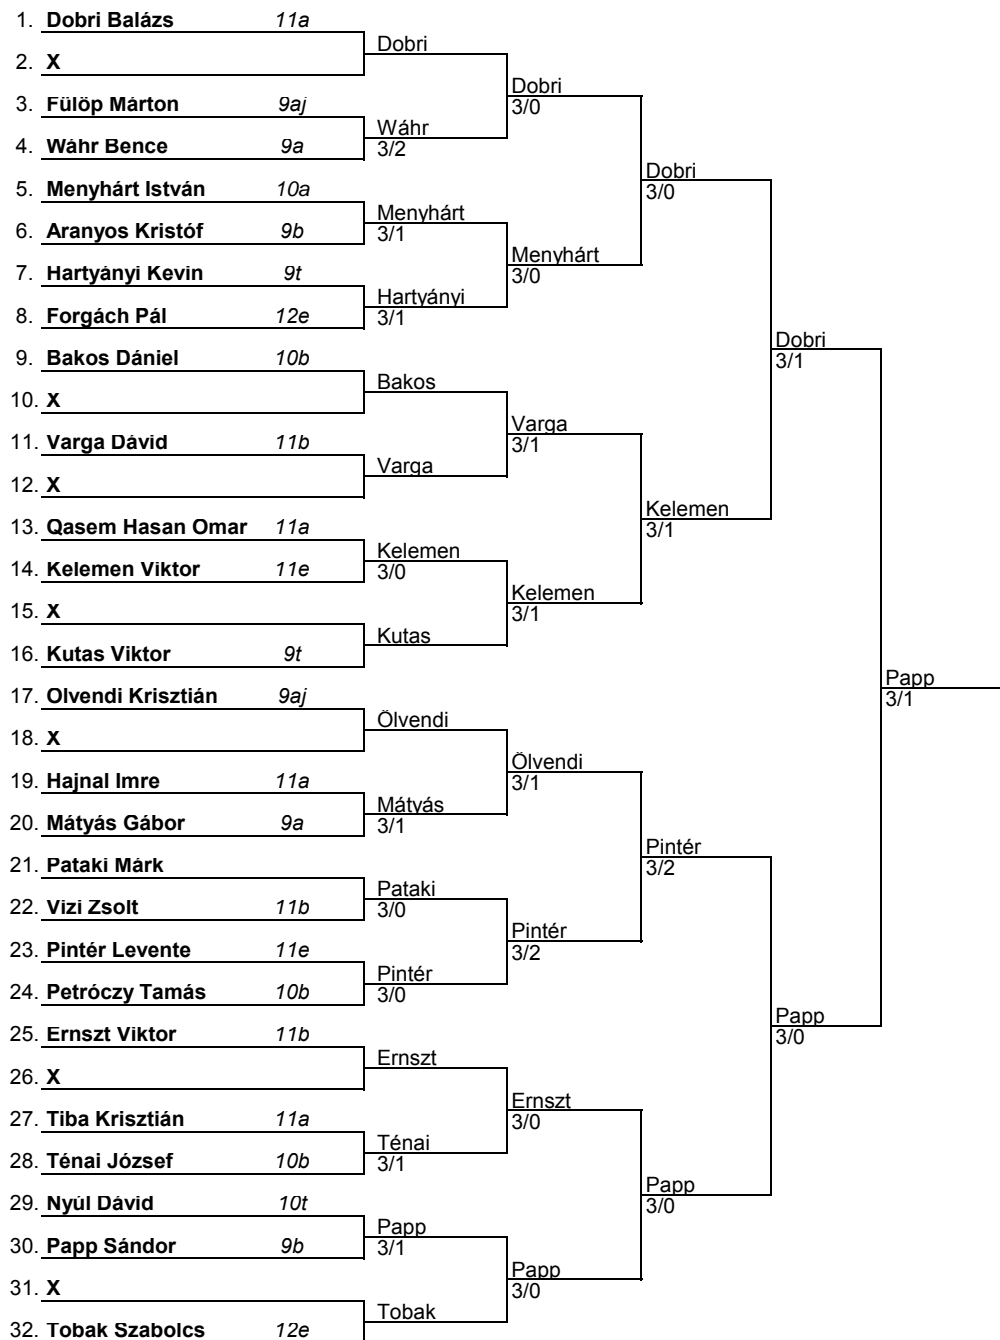 1. Dobri Balázs 11a
Dobri
2. X
Dobri
3/0
3. Fülöp Márton 9aj
Wáhr
3/2
4. Wáhr Bence 9a
Dobri
3/0
5. Menyhárt István 10a
Menyhárt
3/1
6. Aranyos Kristóf 9b
Menyhárt
3/0
7. Hartyányi Kevin 9t
Hartyányi
3/1
8. Forgách Pál 12e
Dobri
3/1
9. Bakos Dániel 10b
Bakos
10. X
Varga
3/1
11. Varga Dávid 11b
Varga
12. X
Kelemen
3/1
13. Qasem Hasan Omar 11a
Kelemen
3/0
14. Kelemen Viktor 11e
Kelemen
3/1
15. X
Kutas
16. Kutas Viktor 9t
Papp
3/1
17. Olvendi Krisztián 9aj
Ölvendi
18. X
Ölvendi
3/1
19. Hajnal Imre 11a
Mátyás
3/1
20. Mátyás Gábor 9a
Pintér
3/2
21. Pataki Márk
Pataki
3/0
22. Vizi Zsolt 11b
Pintér
3/2
23. Pintér Levente 11e
Pintér
3/0
24. Petróczy Tamás 10b
Papp
3/0
25. Ernszt Viktor 11b
Ernszt
26. X
Ernszt
3/0
27. Tiba Krisztián 11a
Ténai
3/1
28. Ténai József 10b
Papp
3/0
29. Nyúl Dávid 10t
Papp
3/1
30. Papp Sándor 9b
Papp
3/0
31. X
Tobak
32. Tobak Szabolcs 12e